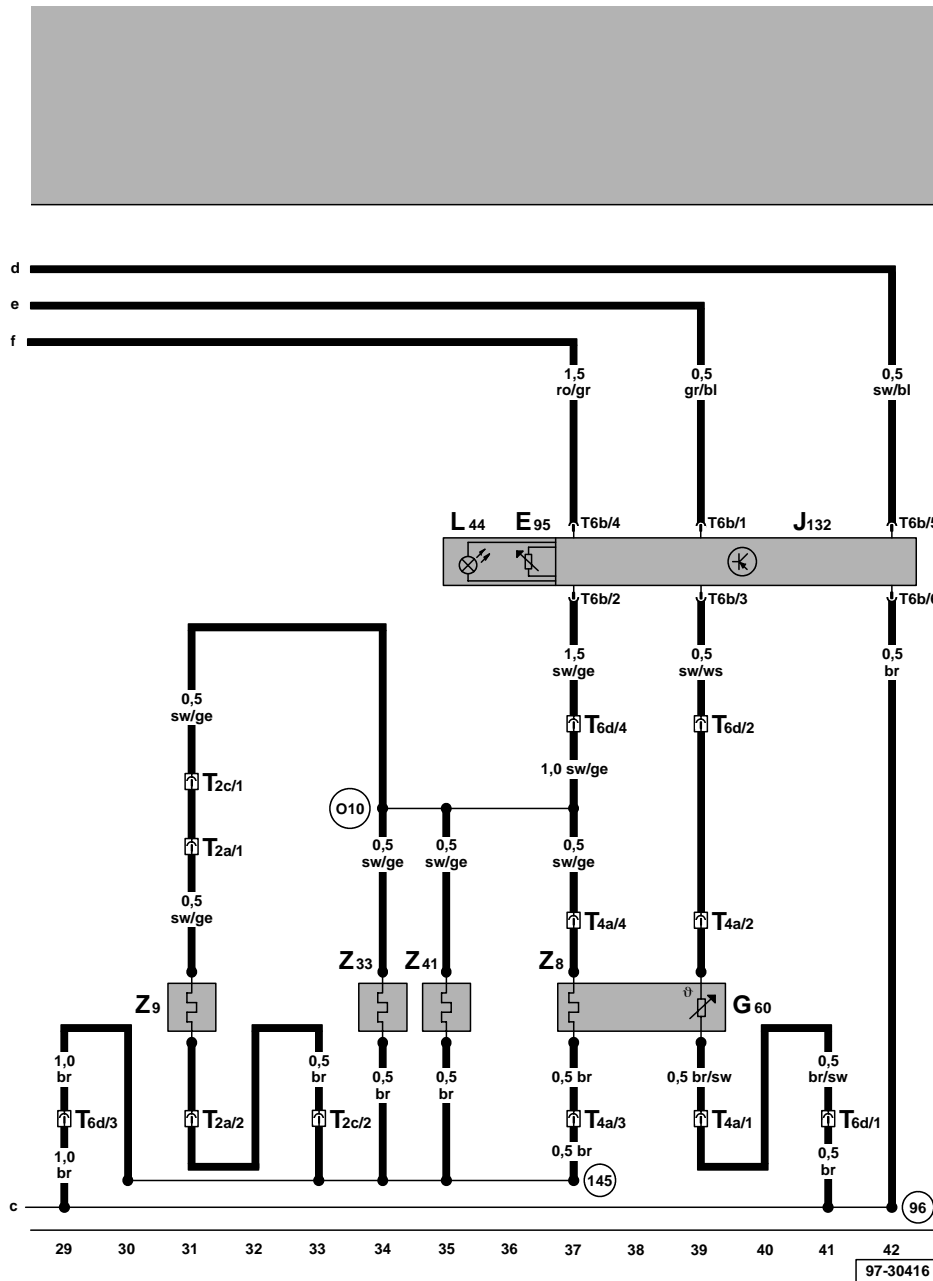 d
e
f
1,5
ro/gr
0,5
gr/bl
0,5
sw/bl
L 44
E 95
T6b/4
T6b/1
J132
T6b/5
T6b/2
T6b/3
T6b/6
1,5
sw/ge
0,5
sw/ws
0,5
br
0,5
sw/ge
T6d/4
T6d/2
T2c/1
1,0 sw/ge
O10
T2a/1
0,5
sw/ge
0,5
sw/ge
0,5
sw/ge
0,5
sw/ge
T4a/4
T4a/2
Z33
Z41
Z8
Z9
ϑ
G60
1,0
br
0,5
br
0,5
br
0,5
br
0,5 br
0,5 br/sw
0,5
br/sw
T6d/3
T2a/2
T2c/2
T4a/3
T4a/1
T6d/1
1,0
br
0,5 br
0,5
br
145
c
96
29 30 31 32 33 34 35 36 37 38 39 40 41 42
97-30416